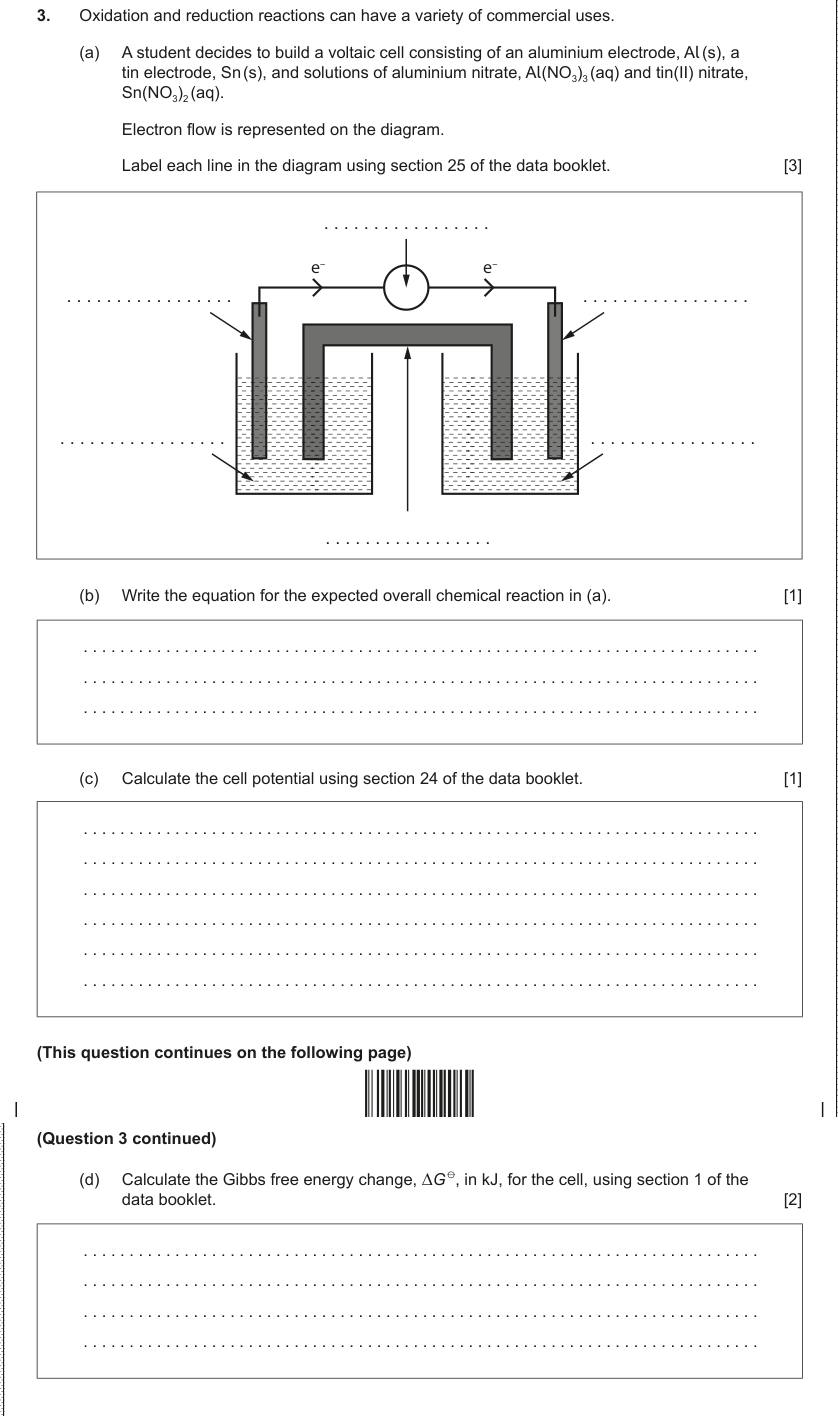 3. Oxidation and reduction reactions can have a variety of commercial uses.
(a) A student decides to build a voltaic cell consisting of an aluminium electrode, Al (s), a
tin electrode, Sn (s), and solutions of aluminium nitrate, Al(NO₃)₃ (aq) and tin(II) nitrate,
Sn(NO₃)₂ (aq).
Electron flow is represented on the diagram.
Label each line in the diagram using section 25 of the data booklet. [3]
e⁻ e⁻
(b) Write the equation for the expected overall chemical reaction in (a). [1]
(c) Calculate the cell potential using section 24 of the data booklet. [1]
(This question continues on the following page)
(Question 3 continued)
(d) Calculate the Gibbs free energy change, ΔG⊖, in kJ, for the cell, using section 1 of the
data booklet. [2]